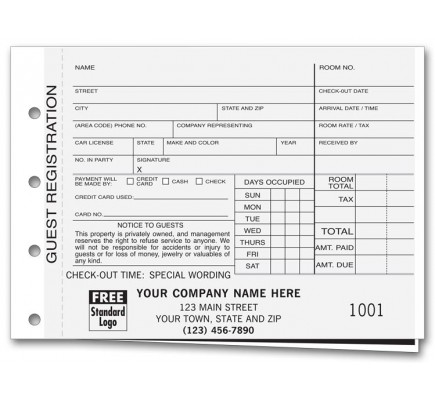 GUEST REGISTRATION
NAME ROOM NO.
STREET CHECK-OUT DATE
CITY STATE AND ZIP ARRIVAL DATE / TIME
(AREA CODE) PHONE NO. COMPANY REPRESENTING ROOM RATE / TAX
CAR LICENSE STATE MAKE AND COLOR YEAR RECEIVED BY
NO. IN PARTY SIGNATURE
X
PAYMENT WILL BE MADE BY: CREDIT CARD CASH CHECK
CREDIT CARD USED:
CARD NO.:
NOTICE TO GUESTS
This property is privately owned, and management
reserves the right to refuse service to anyone. We
will not be responsible for accidents or injury to
guests or for loss of money, jewelry or valuables of
any kind.
CHECK-OUT TIME: SPECIAL WORDING
DAYS OCCUPIED
SUN
MON
TUE
WED
THURS
FRI
SAT
ROOM TOTAL
TAX
TOTAL
AMT. PAID
AMT. DUE
FREE
Standard
Logo
YOUR COMPANY NAME HERE
123 MAIN STREET
YOUR TOWN, STATE AND ZIP
(123) 456-7890
1001